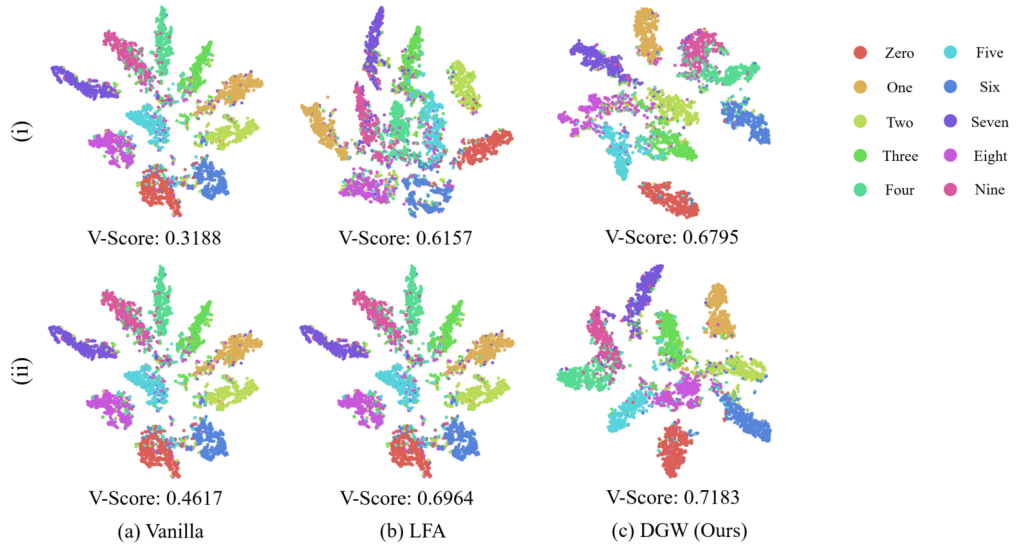 (i)
Zero
Five
One
Six
Two
Seven
Three
Eight
Four
Nine
V-Score: 0.3188
V-Score: 0.6157
V-Score: 0.6795
(ii)
V-Score: 0.4617
V-Score: 0.6964
V-Score: 0.7183
(a) Vanilla
(b) LFA
(c) DGW (Ours)